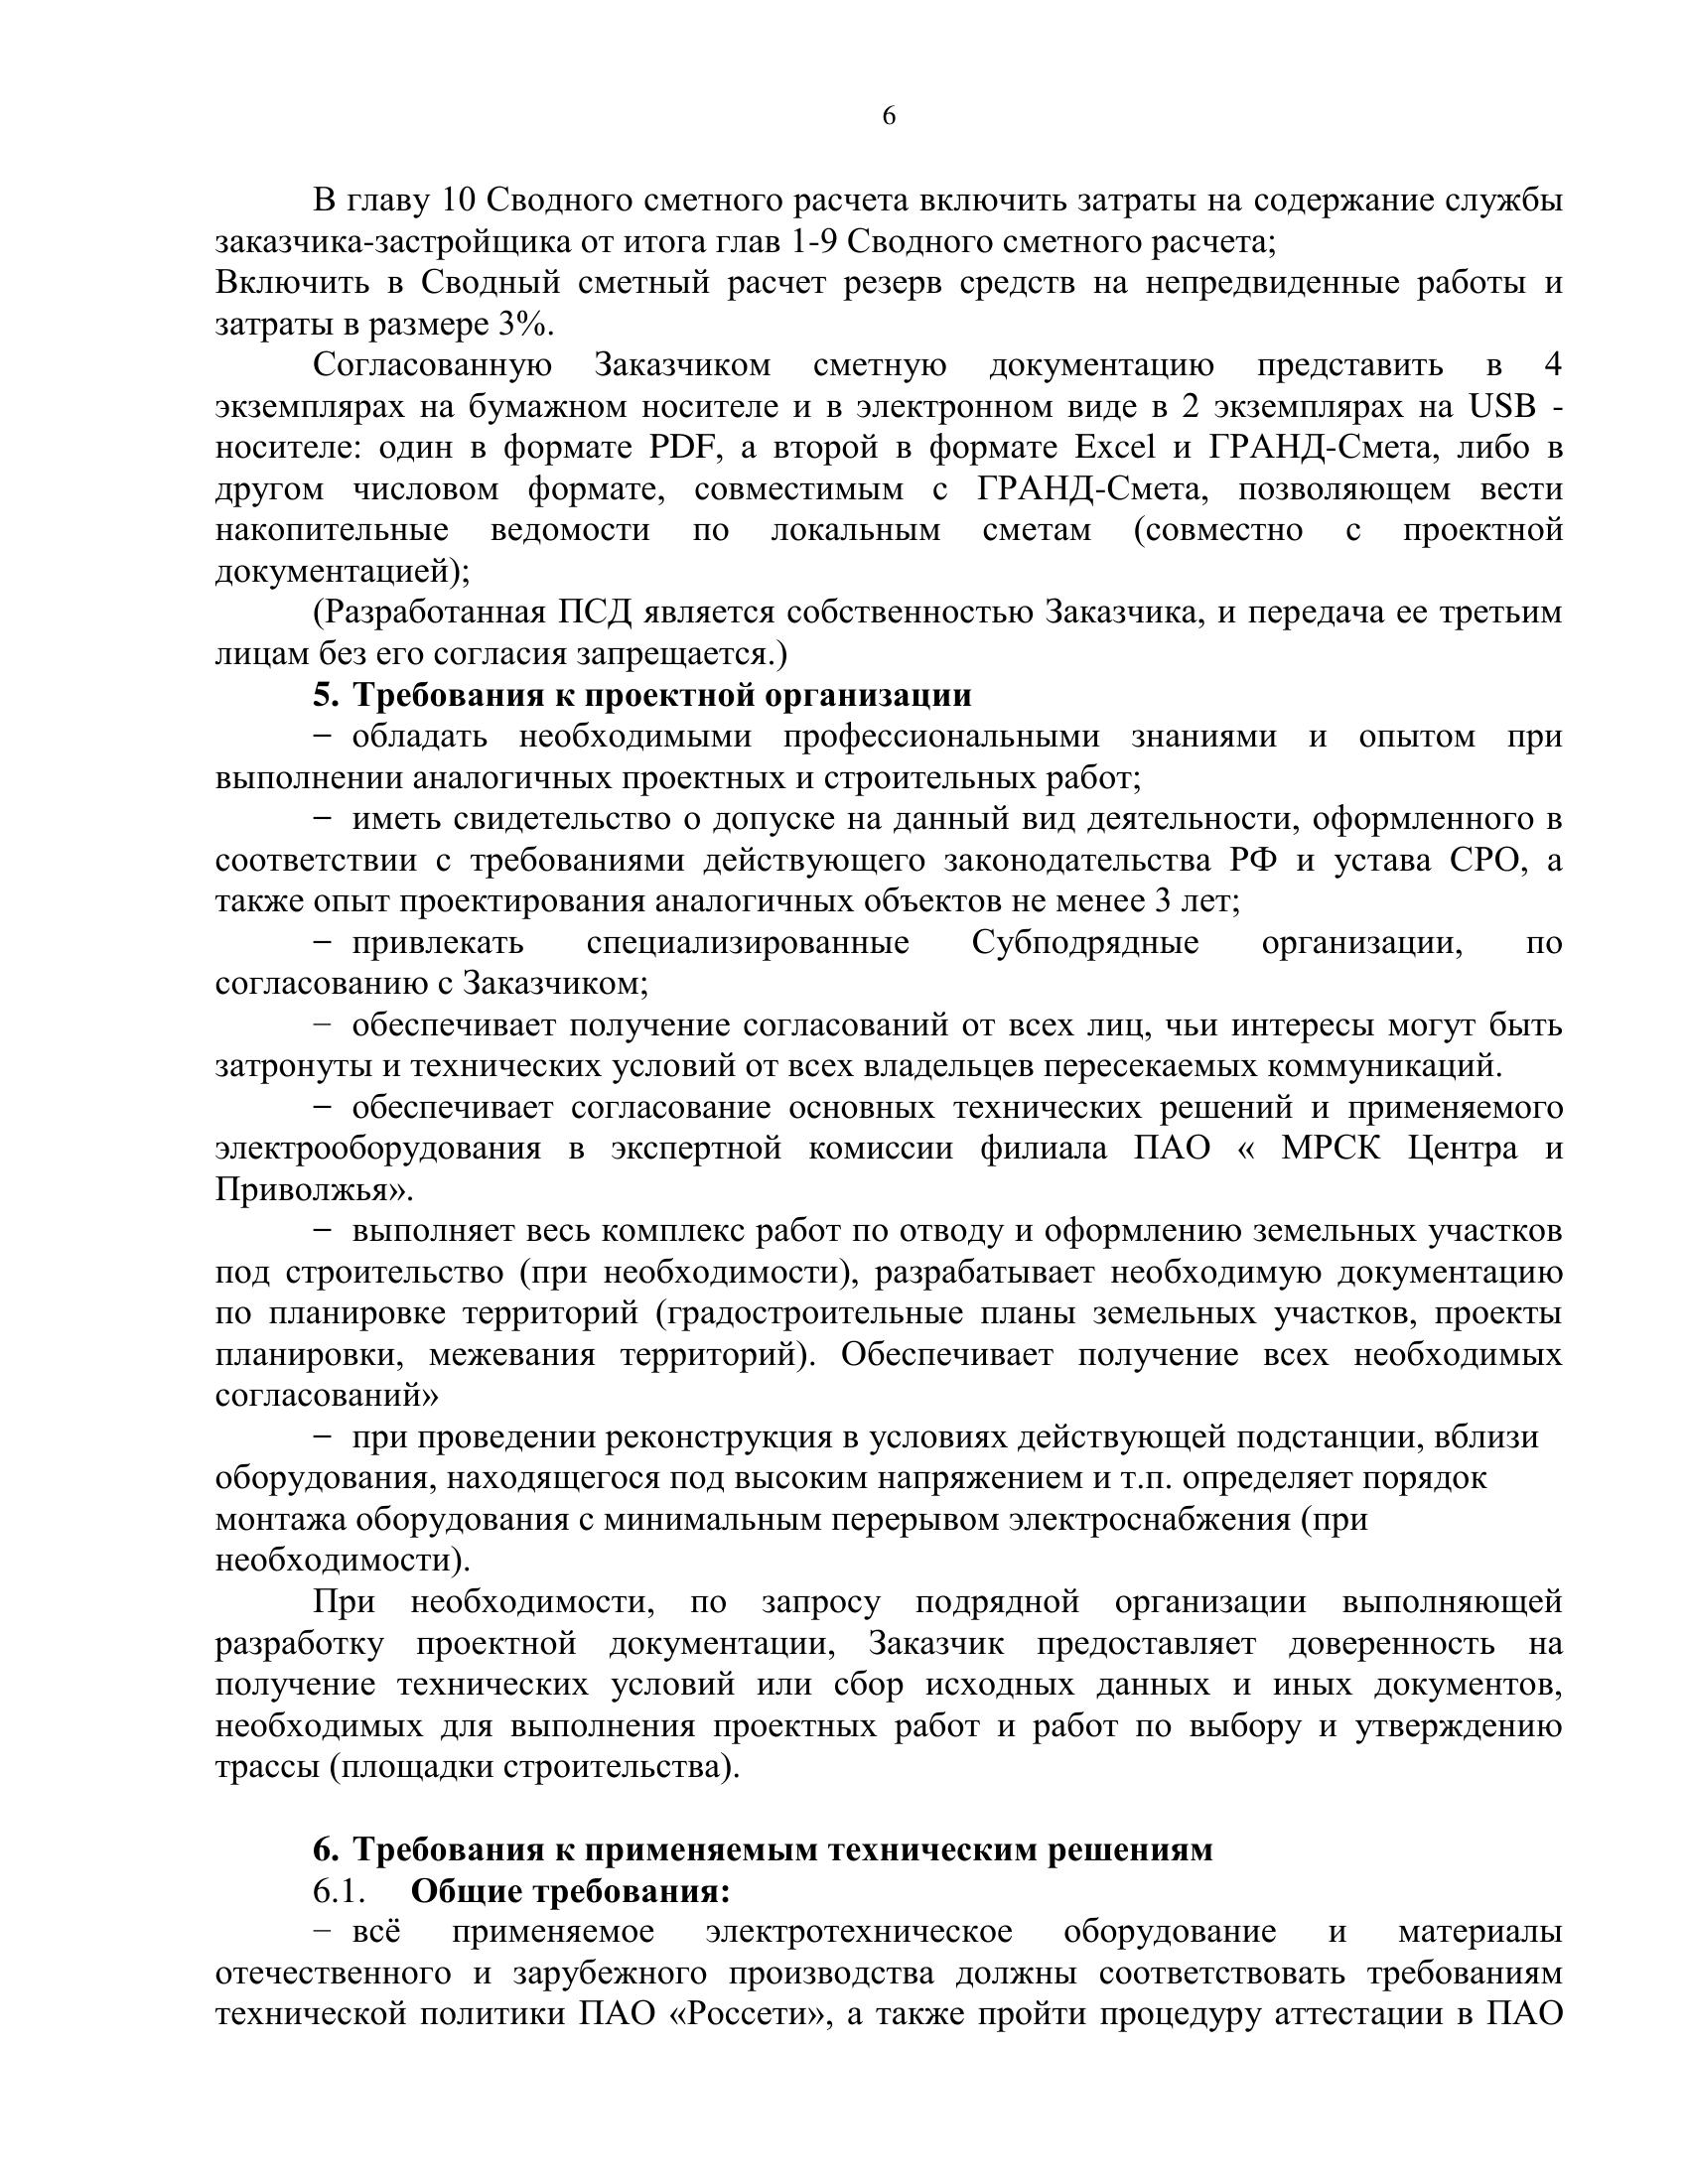 6
В главу 10 Сводного сметного расчета включить затраты на содержание службы
заказчика-застройщика от итога глав 1-9 Сводного сметного расчета;
Включить в Сводный сметный расчет резерв средств на непредвиденные работы и
затраты в размере 3%.
Согласованную Заказчиком сметную документацию представить в 4
экземплярах на бумажном носителе и в электронном виде в 2 экземплярах на USB -
носителе: один в формате PDF, а второй в формате Excel и ГРАНД-Смета, либо в
другом числовом формате, совместимым с ГРАНД-Смета, позволяющем вести
накопительные ведомости по локальным сметам (совместно с проектной
документацией);
(Разработанная ПСД является собственностью Заказчика, и передача ее третьим
лицам без его согласия запрещается.)
5. Требования к проектной организации
− обладать необходимыми профессиональными знаниями и опытом при
выполнении аналогичных проектных и строительных работ;
− иметь свидетельство о допуске на данный вид деятельности, оформленного в
соответствии с требованиями действующего законодательства РФ и устава СРО, а
также опыт проектирования аналогичных объектов не менее 3 лет;
− привлекать специализированные Субподрядные организации, по
согласованию с Заказчиком;
− обеспечивает получение согласований от всех лиц, чьи интересы могут быть
затронуты и технических условий от всех владельцев пересекаемых коммуникаций.
− обеспечивает согласование основных технических решений и применяемого
электрооборудования в экспертной комиссии филиала ПАО « МРСК Центра и
Приволжья».
− выполняет весь комплекс работ по отводу и оформлению земельных участков
под строительство (при необходимости), разрабатывает необходимую документацию
по планировке территорий (градостроительные планы земельных участков, проекты
планировки, межевания территорий). Обеспечивает получение всех необходимых
согласований»
− при проведении реконструкция в условиях действующей подстанции, вблизи
оборудования, находящегося под высоким напряжением и т.п. определяет порядок
монтажа оборудования с минимальным перерывом электроснабжения (при
необходимости).
При необходимости, по запросу подрядной организации выполняющей
разработку проектной документации, Заказчик предоставляет доверенность на
получение технических условий или сбор исходных данных и иных документов,
необходимых для выполнения проектных работ и работ по выбору и утверждению
трассы (площадки строительства).
6. Требования к применяемым техническим решениям
6.1. Общие требования:
− всё применяемое электротехническое оборудование и материалы
отечественного и зарубежного производства должны соответствовать требованиям
технической политики ПАО «Россети», а также пройти процедуру аттестации в ПАО